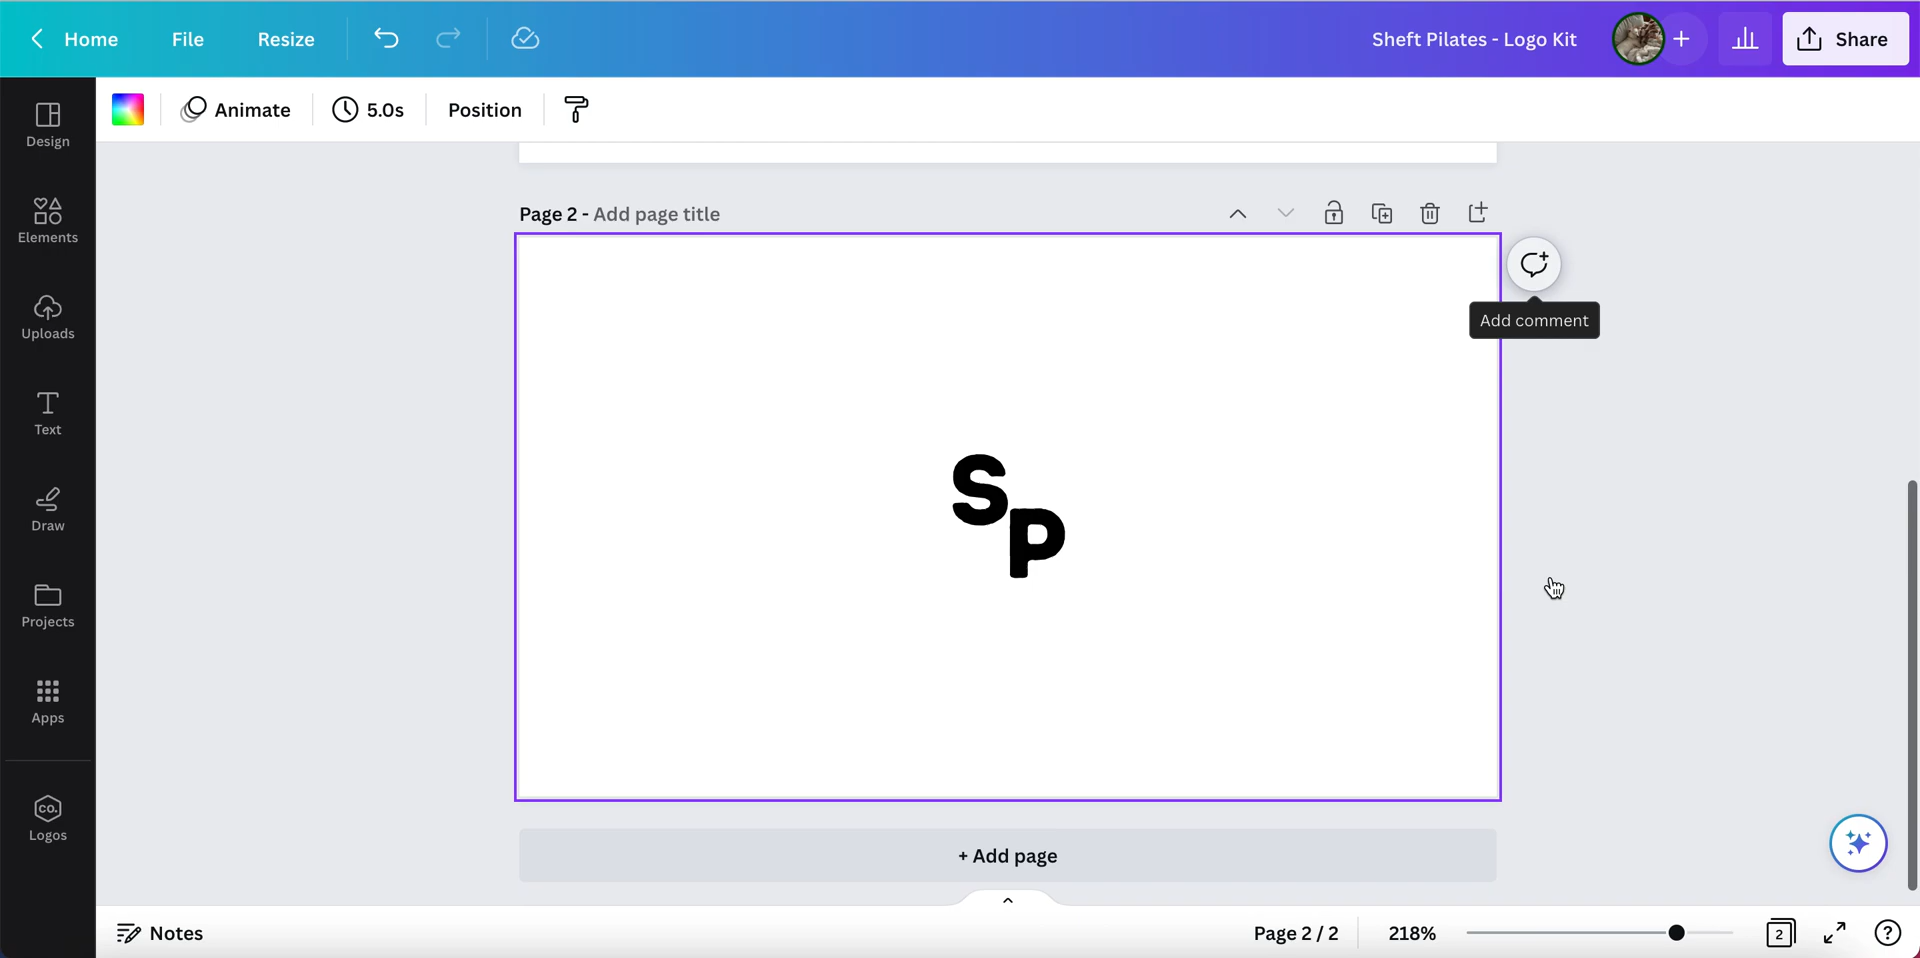 Home File Resize Sheft Pilates - Logo Kit Share
Animate 5.0s Position
Design
Elements
Uploads
Text
Draw
Projects
Apps
co.
Logos
Page 2 - Add page title
Add comment
S
P
+ Add page
Notes Page 2 / 2 218% 2 ?